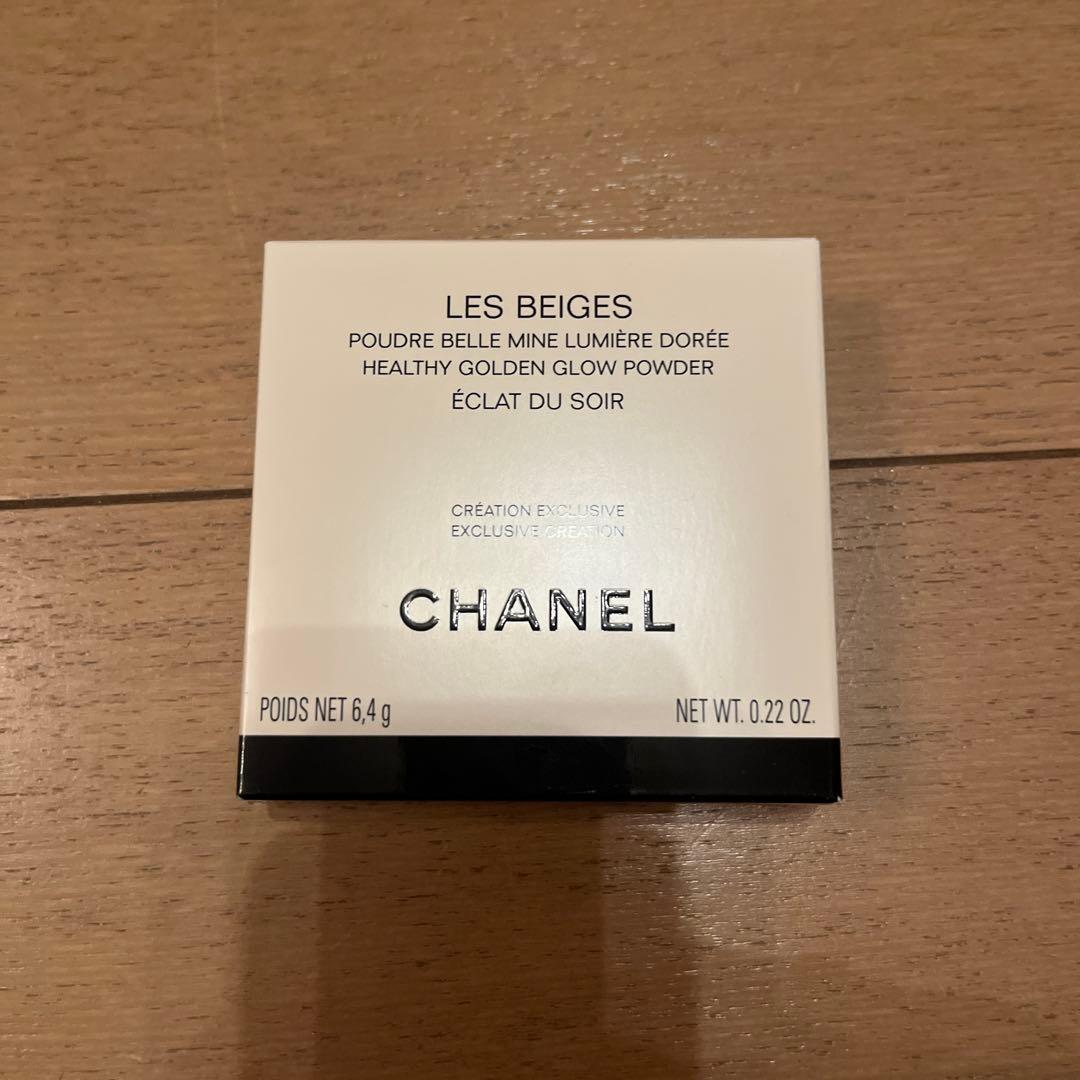 LES BEIGES
POUDRE BELLE MINE LUMIÈRE DORÉE
HEALTHY GOLDEN GLOW POWDER
ÉCLAT DU SOIR
CRÉATION EXCLUSIVE
EXCLUSIVE CREATION
CHANEL
POIDS NET 6,4 g NET WT. 0.22 OZ.